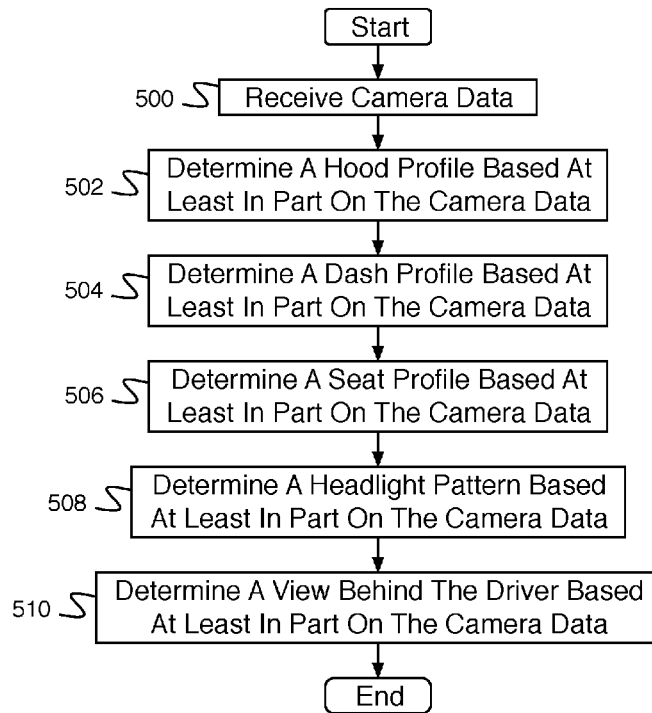 Start
500
Receive Camera Data
502
Determine A Hood Profile Based At
Least In Part On The Camera Data
504
Determine A Dash Profile Based At
Least In Part On The Camera Data
506
Determine A Seat Profile Based At
Least In Part On The Camera Data
508
Determine A Headlight Pattern Based
At Least In Part On The Camera Data
510
Determine A View Behind The Driver Based
At Least In Part On The Camera Data
End